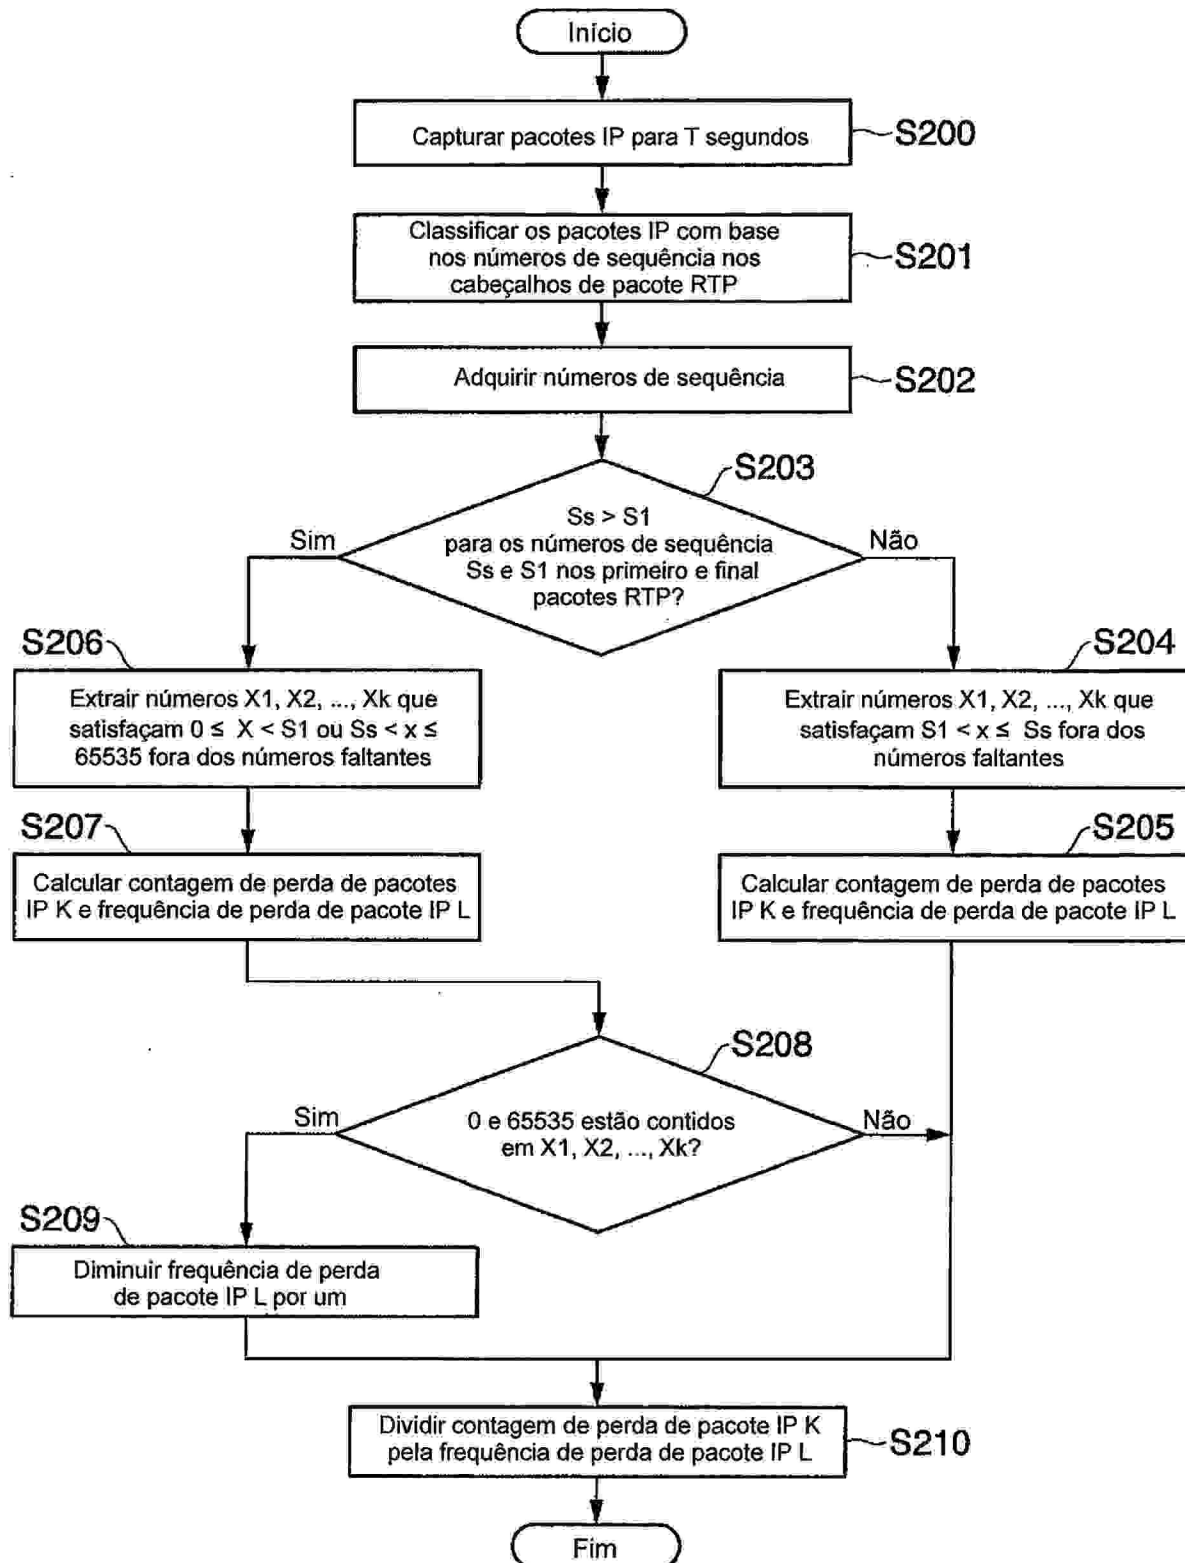 Início
Capturar pacotes IP para T segundos
S200
Classificar os pacotes IP com base
nos números de sequência nos
cabeçalhos de pacote RTP
S201
Adquirir números de sequência
S202
S203
Ss > S1
para os números de sequência
Ss e S1 nos primeiro e final
pacotes RTP?
Sim
Não
S206
Extrair números X1, X2, ..., Xk que
satisfaçam 0 ≤ X < S1 ou Ss < x ≤
65535 fora dos números faltantes
S204
Extrair números X1, X2, ..., Xk que
satisfaçam S1 < x ≤ Ss fora dos
números faltantes
S207
Calcular contagem de perda de pacotes
IP K e frequência de perda de pacote IP L
S205
Calcular contagem de perda de pacotes
IP K e frequência de perda de pacote IP L
S208
0 e 65535 estão contidos
em X1, X2, ..., Xk?
Sim
Não
S209
Diminuir frequência de perda
de pacote IP L por um
Dividir contagem de perda de pacote IP K
pela frequência de perda de pacote IP L
S210
Fim